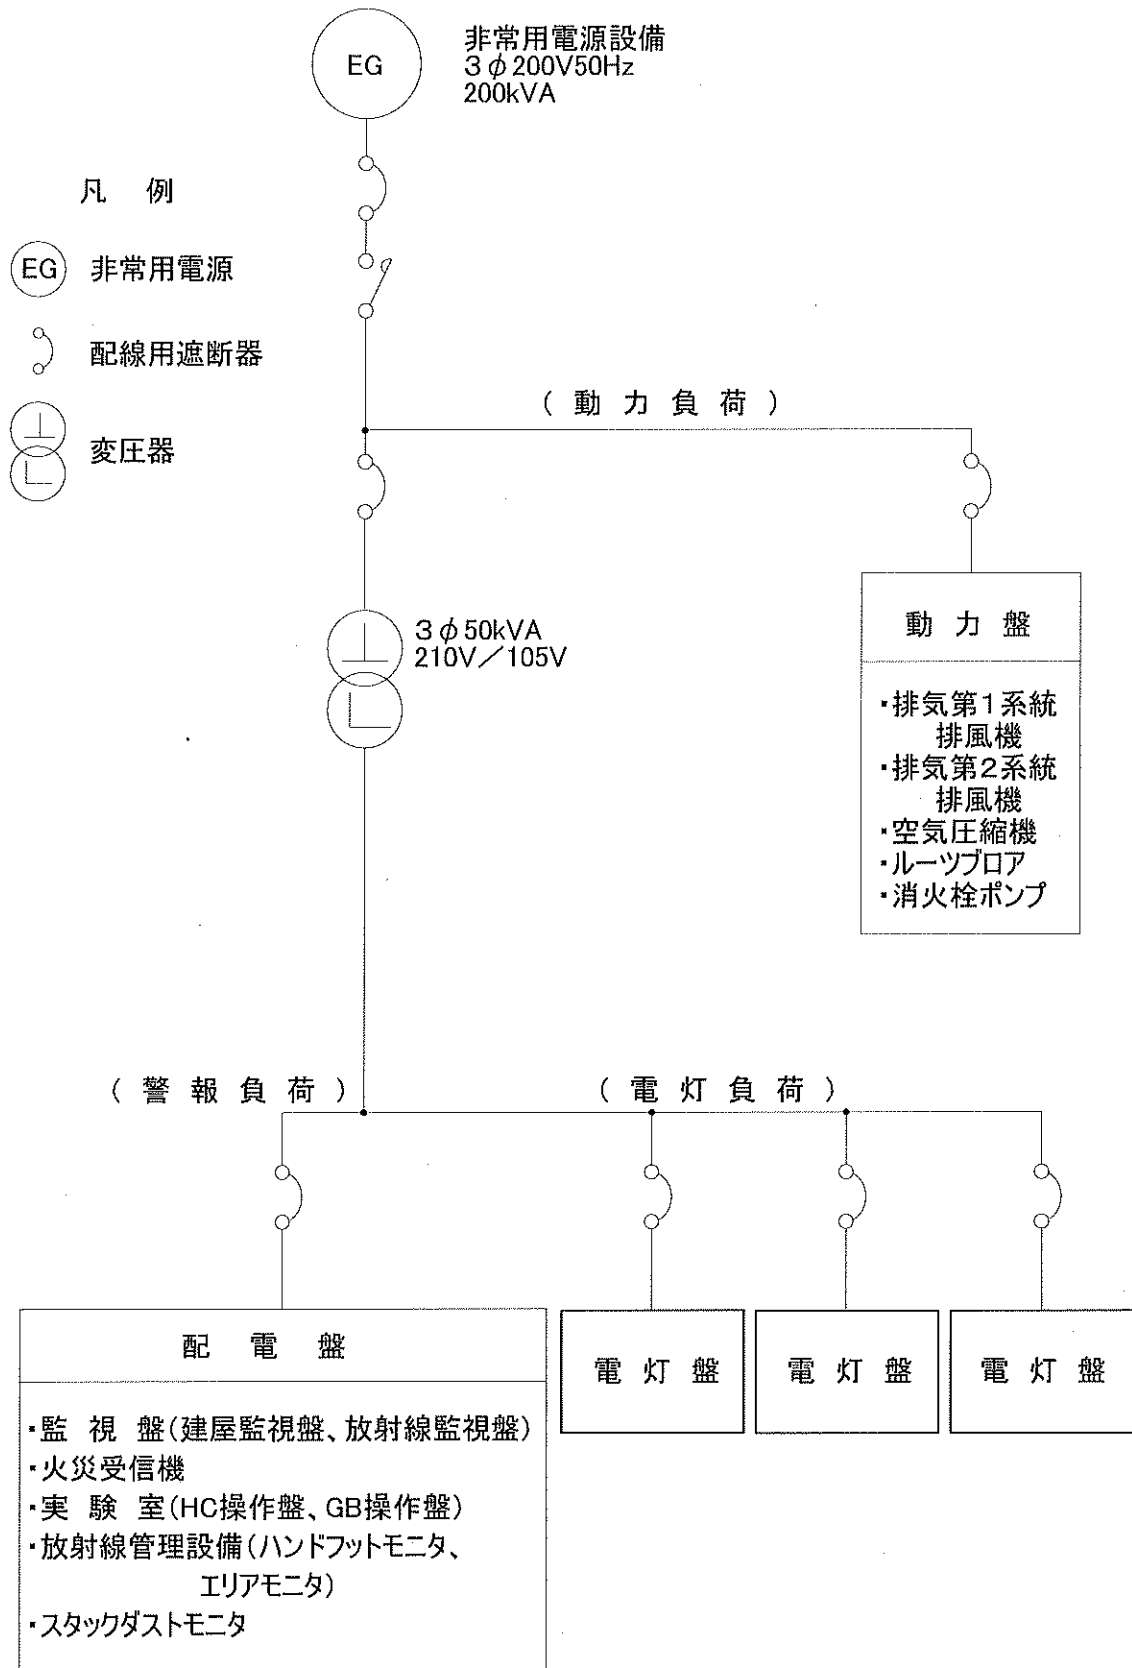 EG
非常用電源設備
3φ200V50Hz
200kVA
凡 例
EG 非常用電源
配線用遮断器
変圧器
(動力負荷)
3φ50kVA
210V/105V
動 力 盤
・排気第1系統
排風機
・排気第2系統
排風機
・空気圧縮機
・ルーツブロア
・消火栓ポンプ
(警報負荷)
(電灯負荷)
配 電 盤
・監 視 盤(建屋監視盤、放射線監視盤)
・火災受信機
・実 験 室(HC操作盤、GB操作盤)
・放射線管理設備(ハンドフットモニタ、
エリアモニタ)
・スタックダストモニタ
電 灯 盤
電 灯 盤
電 灯 盤